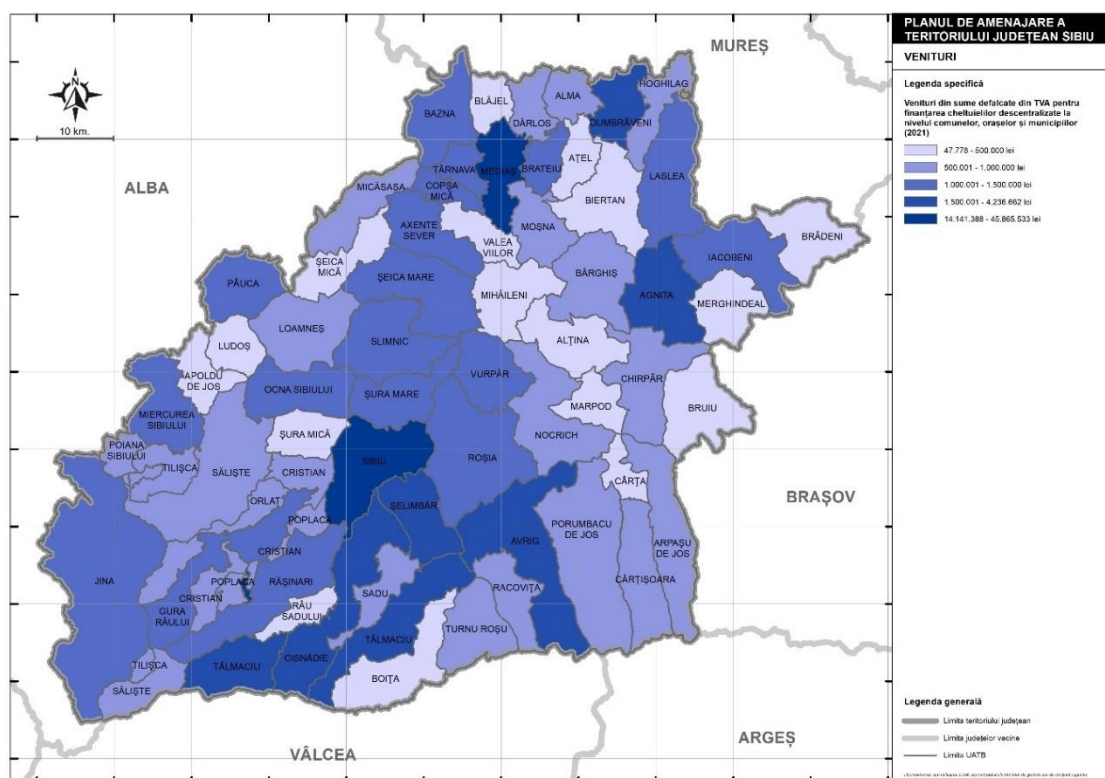 PLANUL DE AMENAJARE A
TERITORIULUI JUDEȚEAN SIBIU
VENITURI
Legenda specifică
Venituri din sume defalcate din TVA pentru
finanțarea cheltuielilor descentralizate la
nivelul comunelor, orașelor și municipiilor
(2021)
47.778 - 500.000 lei
500.001 - 1.000.000 lei
1.000.001 - 1.500.000 lei
1.500.001 - 4.236.662 lei
14.141.388 - 45.865.533 lei
N
10 km.
MUREȘ
ALBA
BRAȘOV
ARGEȘ
VÂLCEA
HOGHILAG
BLĂJEL
ALMA
BAZNA
DÂRLOS
DUMBRĂVENI
AȚEL
TÂRNAVA
MEDIAȘ
BRATEIU
LASLEA
MICĂSASA
COPȘA
MICĂ
BIERTAN
AXENTE
SEVER
MOȘNA
BRĂDENI
VALEA
VIILOR
IACOBENI
ȘEICA
MICĂ
ȘEICA MARE
BÂRGHIȘ
PĂUCA
MIHĂILENI
AGNITA
MERGHINDEAL
LOAMNEȘ
LUDOȘ
SLIMNIC
ALȚINA
APOLDU
DE JOS
VURPĂR
CHIRPĂR
OCNA SIBIULUI
ȘURA MARE
MARPOD
BRUIU
MIERCUREA
SIBIULUI
ȘURA MICĂ
NOCRICH
POIANA
SIBIULUI
TILIȘCA
SĂLIȘTE
CRISTIAN
SIBIU
ROȘIA
CÂRȚA
ORLAT
ȘELIMBĂR
POPLACA
PORUMBACU
DE JOS
AVRIG
ARPAȘU
DE JOS
CRISTIAN
JINA
POPLACA
RĂȘINARI
CÂRȚIȘOARA
CRISTIAN
SADU
RACOVIȚA
GURA
RÂULUI
RÂU
SADULUI
TURNU ROȘU
TĂLMACIU
TILIȘCA
TĂLMACIU
CISNĂDIE
BOIȚA
SĂLIȘTE
Legenda generală
Limita teritoriului județean
Limita județelor vecine
Limita UATB